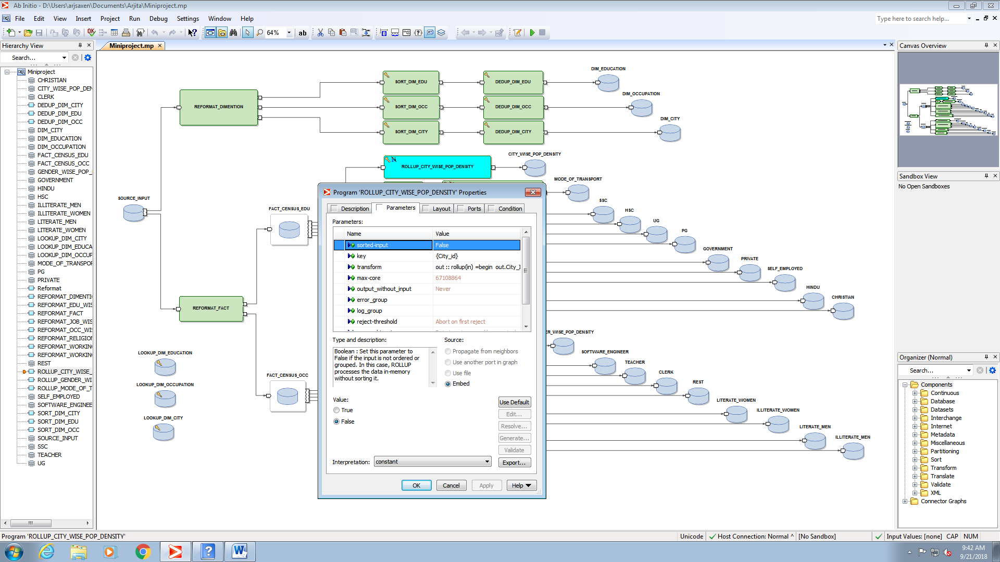 Ab Initio - D:\Users\arjsaxen\Documents\Arjita\Miniproject.mp
File Edit View Insert Project Run Debug Settings Window Help
Type here to search help...
64%
ab
Hierarchy View
Miniproject.mp
Canvas Overview
Search...
Miniproject
CHRISTIAN
CITY_WISE_POP_DEN
CLERK
DEDUP_DIM_CITY
DEDUP_DIM_EDU
DEDUP_DIM_OCC
DIM_CITY
DIM_EDUCATION
DIM_OCCUPATION
FACT_CENSUS_EDU
FACT_CENSUS_OCC
GENDER_WISE_POP_
GOVERNMENT
HINDU
HSC
ILLITERATE_MEN
ILLITERATE_WOMEN
LITERATE_MEN
LITERATE_WOMEN
LOOKUP_DIM_CITY
LOOKUP_DIM_EDUCA
LOOKUP_DIM_OCCUP
MODE_OF_TRANSPOR
PG
PRIVATE
Reformat
REFORMAT_DIMENTI
REFORMAT_EDU_WIS
REFORMAT_FACT
REFORMAT_JOB_WIS
REFORMAT_OCC_WI
REFORMAT_RELIGION
REFORMAT_WORKING
REFORMAT_WORKING
REST
ROLLUP_CITY_WISE_
ROLLUP_GENDER_WI
ROLLUP_MODE_OF_T
SELF_EMPLOYED
SOFTWARE_ENGINEE
SORT_DIM_CITY
SORT_DIM_EDU
SORT_DIM_OCC
SOURCE_INPUT
SSC
TEACHER
UG
DIM_EDUCATION
SORT_DIM_EDU
DEDUP_DIM_EDU
DIM_OCCUPATION
REFORMAT_DIMENTION
SORT_DIM_OCC
DEDUP_DIM_OCC
DIM_CITY
SORT_DIM_CITY
DEDUP_DIM_CITY
CITY_WISE_POP_DENSITY
ROLLUP_CITY_WISE_POP_DENSITY
MODE_OF_TRANSPORT
SOURCE_INPUT
SSC
FACT_CENSUS_EDU
HSC
UG
PG
GOVERNMENT
PRIVATE
SELF_EMPLOYED
HINDU
CHRISTIAN
REFORMAT_FACT
ER_WISE_POP_DENSITY
LOOKUP_DIM_EDUCATION
SOFTWARE_ENGINEER
TEACHER
FACT_CENSUS_OCC
CLERK
LOOKUP_DIM_OCCUPATION
REST
LITERATE_WOMEN
ILLITERATE_WOMEN
LOOKUP_DIM_CITY
LITERATE_MEN
ILLITERATE_MEN
Program 'ROLLUP_CITY_WISE_POP_DENSITY' Properties
Description Parameters Layout Ports Condition
Parameters:
Name Value
sorted-input False
key {City_id}
transform out :: rollup(in) =begin out.City_I
max-core 67108864
output_without_input Never
error_group
log_group
reject-threshold Abort on first reject
Type and description:
Source:
Boolean : Set this parameter to
False if the input is not ordered or
grouped. In this case, ROLLUP
processes the data in-memory
without sorting it.
Propagate from neighbors
Use another port in graph
Use file
Embed
Value:
True
False
Use Default
Edit...
Resolve...
Generate...
Validate
Export...
Interpretation: constant
OK Cancel Apply Help
Sandbox View
No Open Sandboxes
Organizer (Normal)
Search...
Components
Continuous
Database
Datasets
Interchange
Internet
Metadata
Miscellaneous
Partitioning
Sort
Transform
Translate
Validate
XML
Connector Graphs
Program 'ROLLUP_CITY_WISE_POP_DENSITY'
Unicode Host Connection: Normal ^ [No Sandbox] Input Values: [none] CAP NUM
9:42 AM
9/21/2018